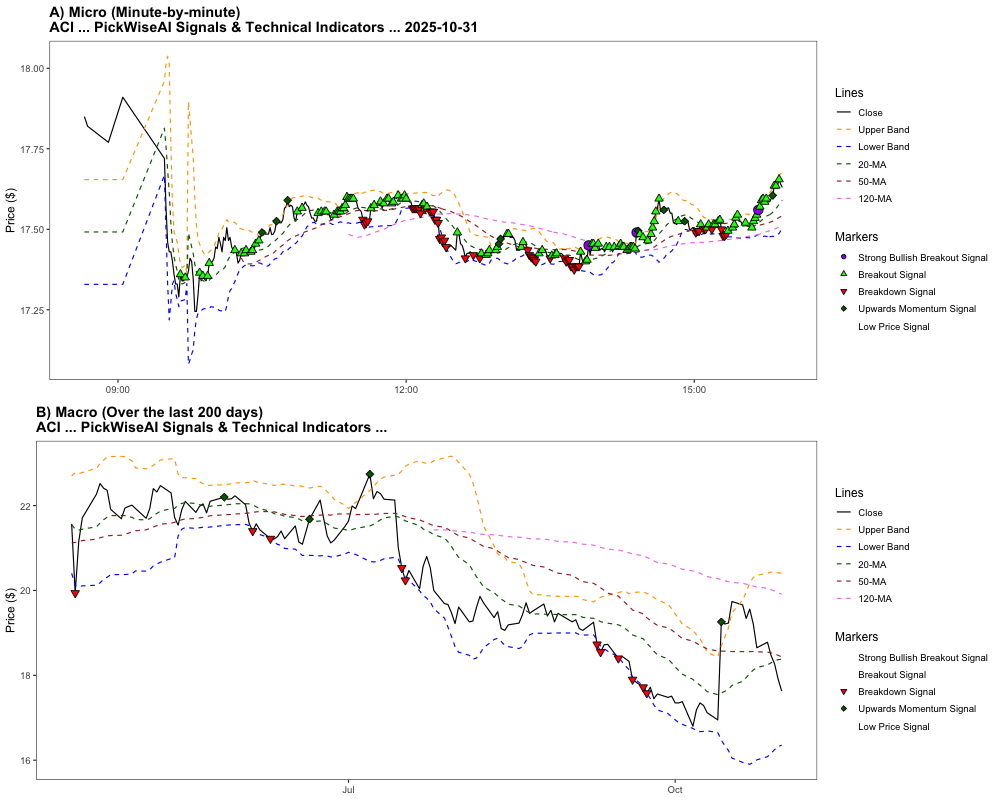 A) Micro (Minute-by-minute)
ACI ... PickWiseAI Signals & Technical Indicators ... 2025-10-31
Price ($)
18.00
17.75
17.50
17.25
09:00
12:00
15:00
Lines
Close
Upper Band
Lower Band
20-MA
50-MA
120-MA
Markers
Strong Bullish Breakout Signal
Breakout Signal
Breakdown Signal
Upwards Momentum Signal
Low Price Signal
B) Macro (Over the last 200 days)
ACI ... PickWiseAI Signals & Technical Indicators ...
Price ($)
22
20
18
16
Jul
Oct
Lines
Close
Upper Band
Lower Band
20-MA
50-MA
120-MA
Markers
Strong Bullish Breakout Signal
Breakout Signal
Breakdown Signal
Upwards Momentum Signal
Low Price Signal